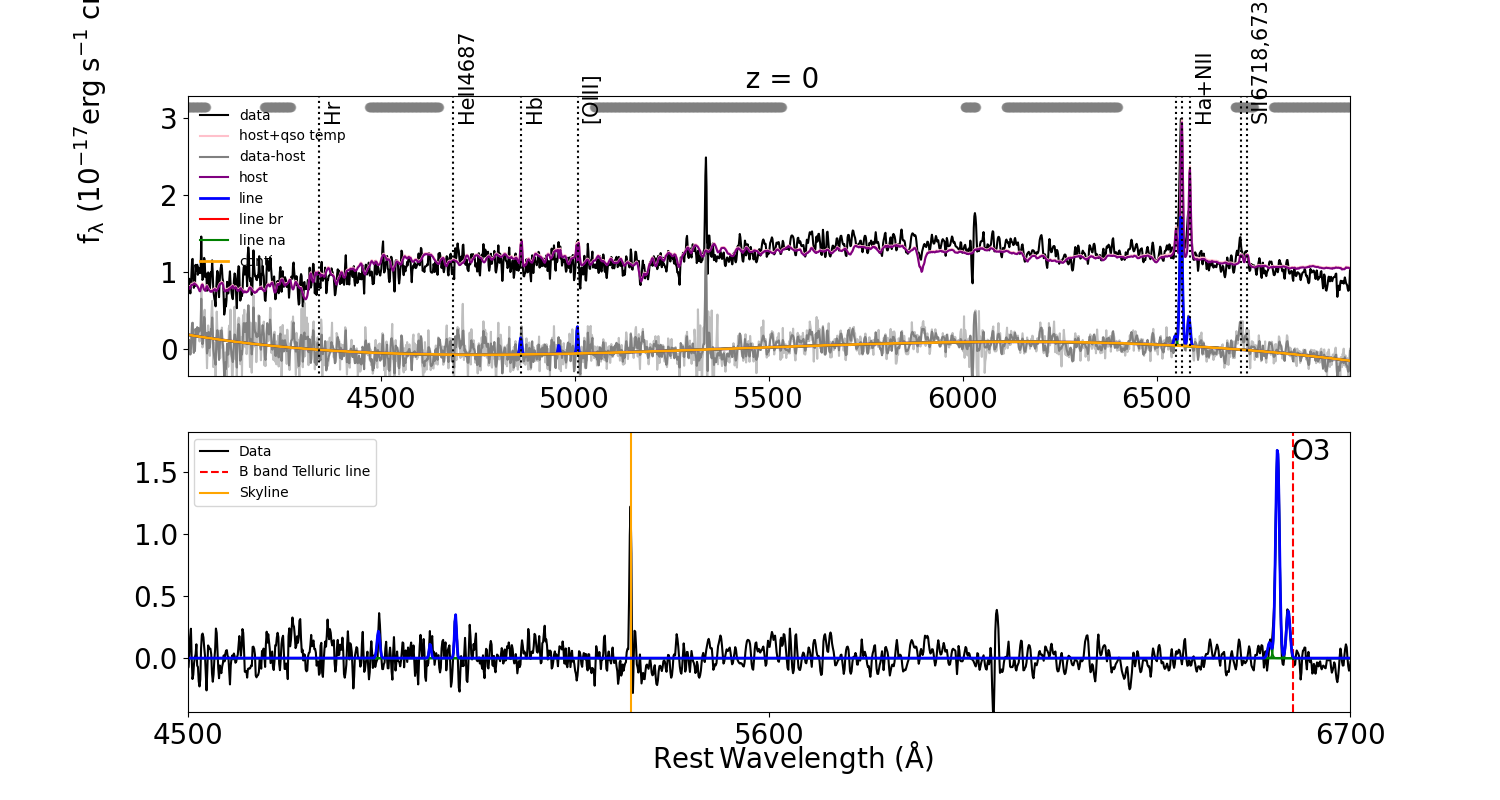 z = 0
f_λ (10^−17 erg s^−1
3
2
1
0
data
host+qso temp
data-host
host
line
line br
line na
Hr
HeII4687
Hb
[OIII]
Ha+NII
SII6718,673
4500 5000 5500 6000 6500
1.5
1.0
0.5
0.0
Data
B band Telluric line
Skyline
O3
4500 5600 6700
Rest Wavelength (Å)